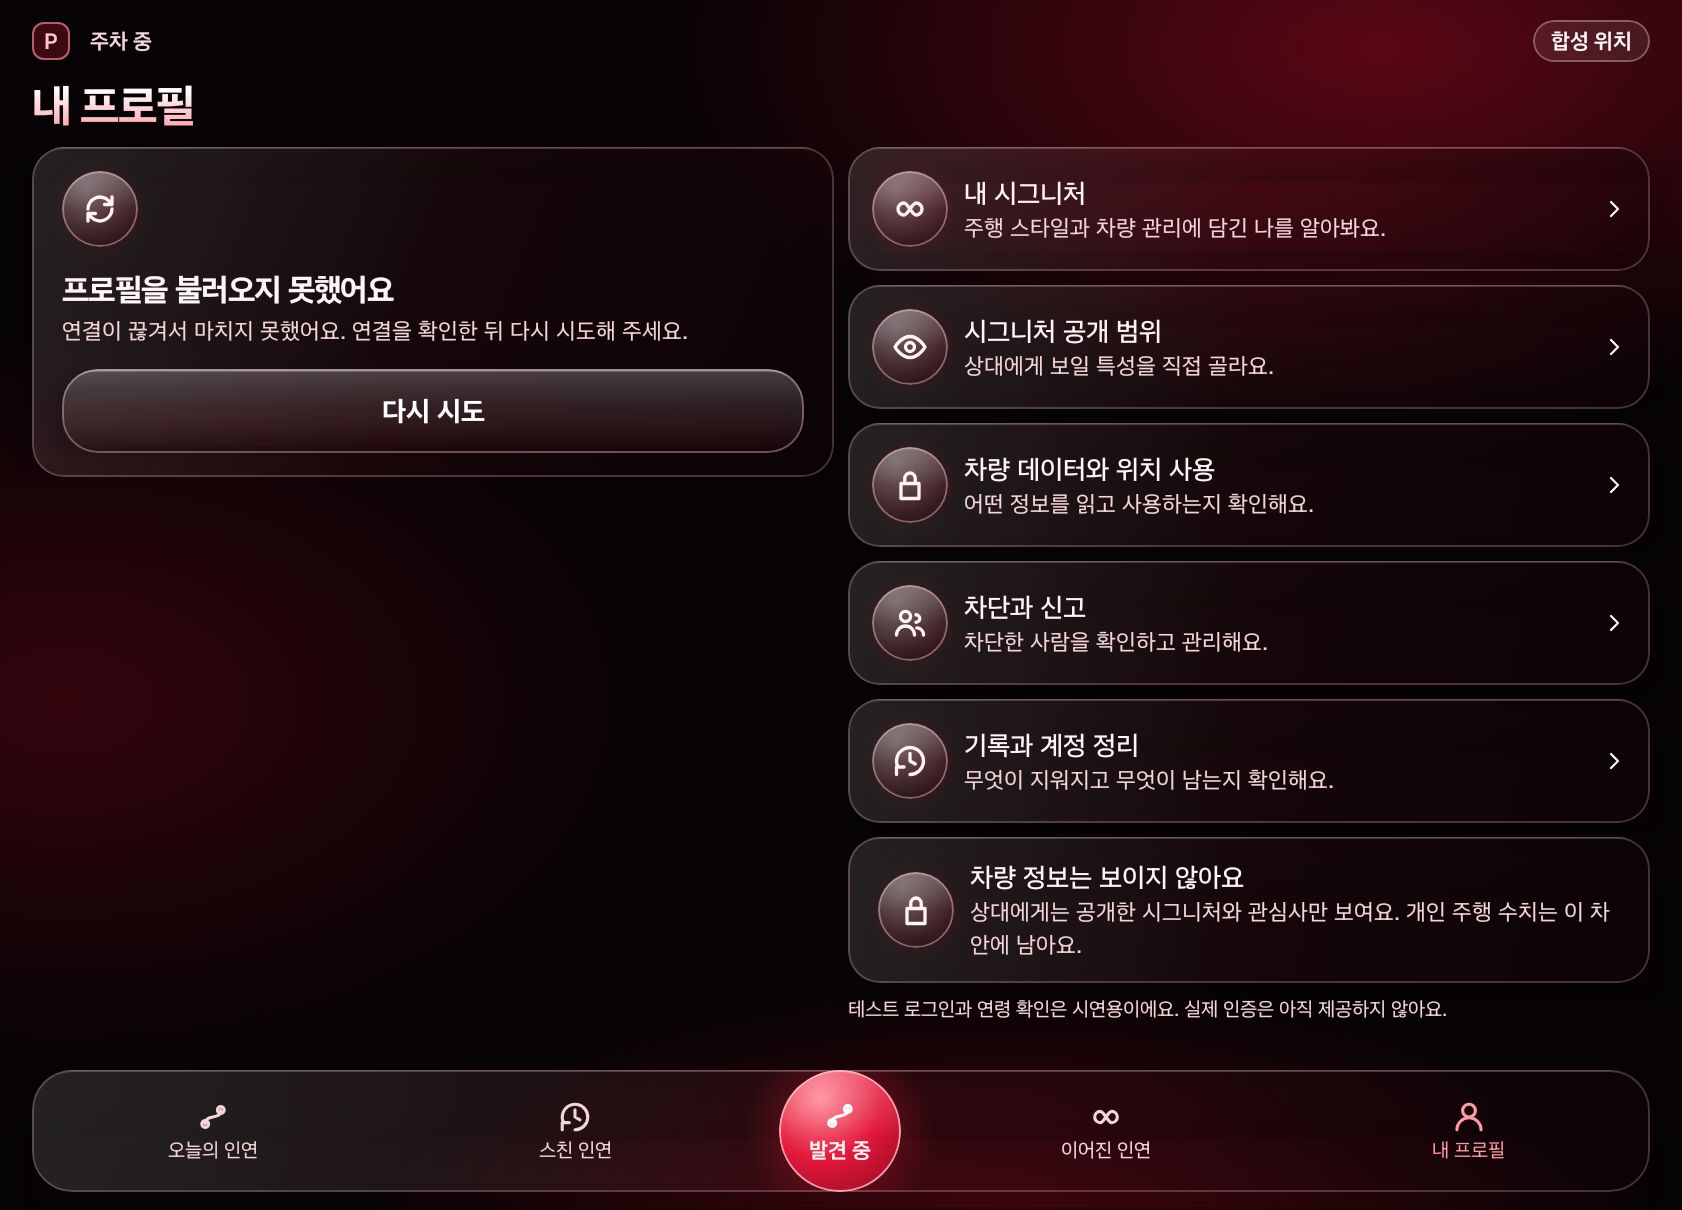 P 주차 중
합성 위치
내 프로필
프로필을 불러오지 못했어요
연결이 끊겨서 마치지 못했어요. 연결을 확인한 뒤 다시 시도해 주세요.
다시 시도
내 시그니처
주행 스타일과 차량 관리에 담긴 나를 알아봐요.
시그니처 공개 범위
상대에게 보일 특성을 직접 골라요.
차량 데이터와 위치 사용
어떤 정보를 읽고 사용하는지 확인해요.
차단과 신고
차단한 사람을 확인하고 관리해요.
기록과 계정 정리
무엇이 지워지고 무엇이 남는지 확인해요.
차량 정보는 보이지 않아요
상대에게는 공개한 시그니처와 관심사만 보여요. 개인 주행 수치는 이 차
안에 남아요.
테스트 로그인과 연령 확인은 시연용이에요. 실제 인증은 아직 제공하지 않아요.
오늘의 인연
스친 인연
발견 중
이어진 인연
내 프로필